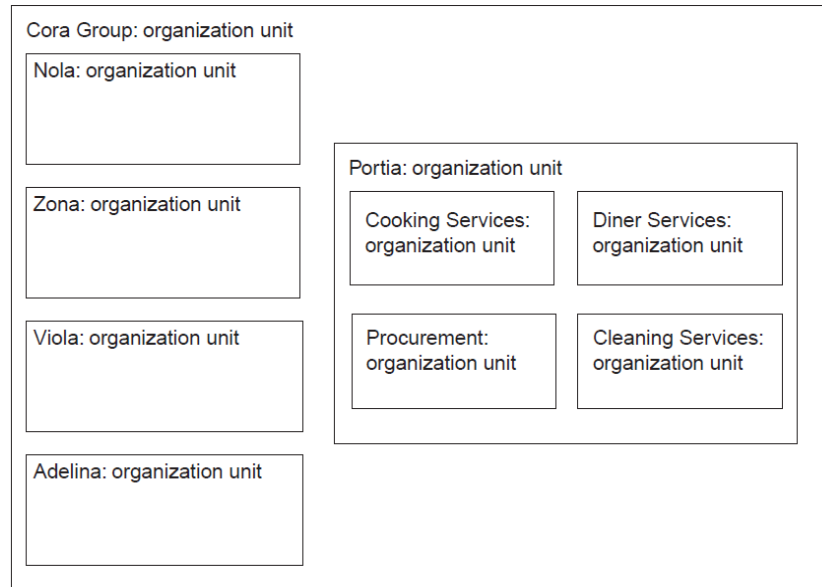 Cora Group: organization unit
Nola: organization unit
Zona: organization unit
Viola: organization unit
Adelina: organization unit
Portia: organization unit
Cooking Services:
organization unit
Diner Services:
organization unit
Procurement:
organization unit
Cleaning Services:
organization unit